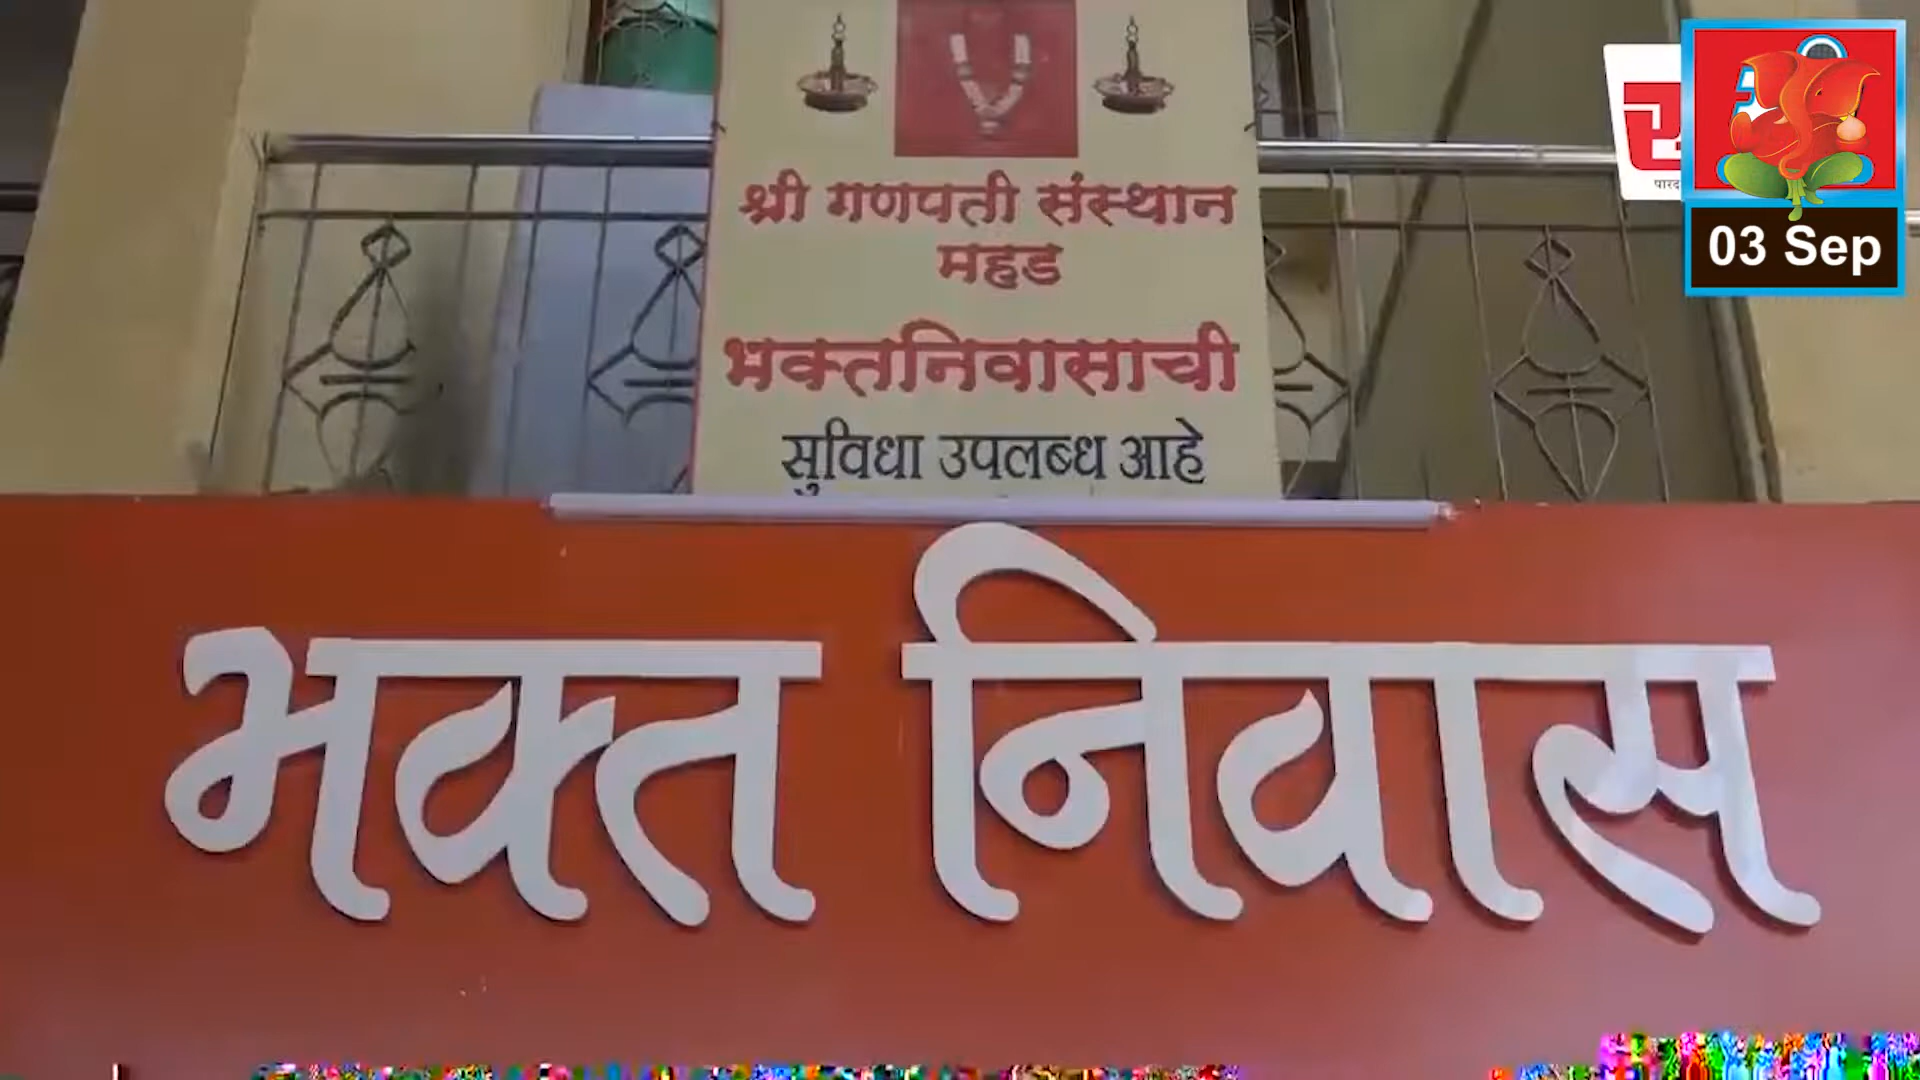 श्री गणपती संस्थान
महड
भक्तनिवासाची
सुविधा उपलब्ध आहे
भक्त निवास
03 Sep